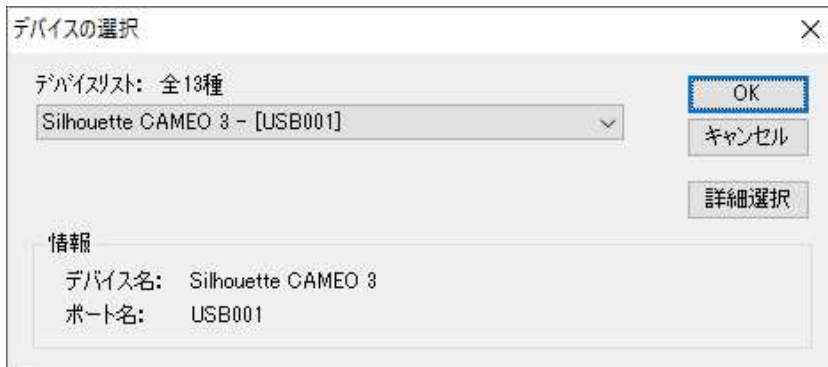 デバイスの選択
デバイスリスト: 全13種
Silhouette CAMEO 3 - [USB001]
OK
キャンセル
詳細選択
情報
デバイス名: Silhouette CAMEO 3
ポート名: USB001